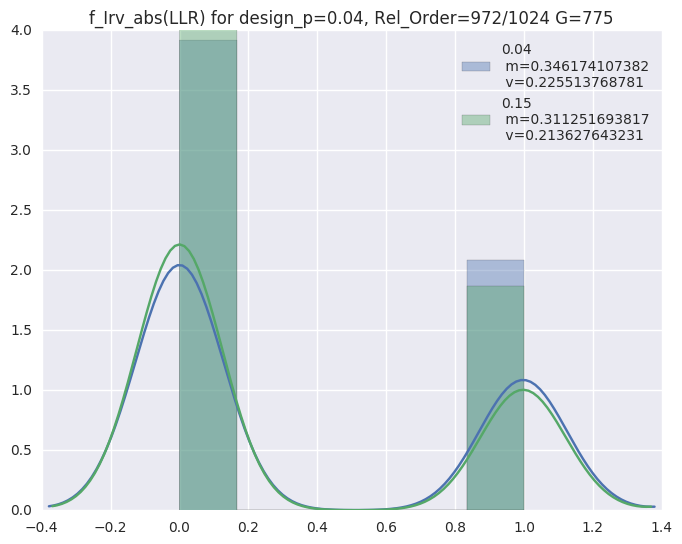 f_Irv_abs(LLR) for design_p=0.04, Rel_Order=972/1024 G=775
0.04
m=0.346174107382
v=0.225513768781
0.15
m=0.311251693817
v=0.213627643231
4.0
3.5
3.0
2.5
2.0
1.5
1.0
0.5
0.0
−0.4 −0.2 0.0 0.2 0.4 0.6 0.8 1.0 1.2 1.4